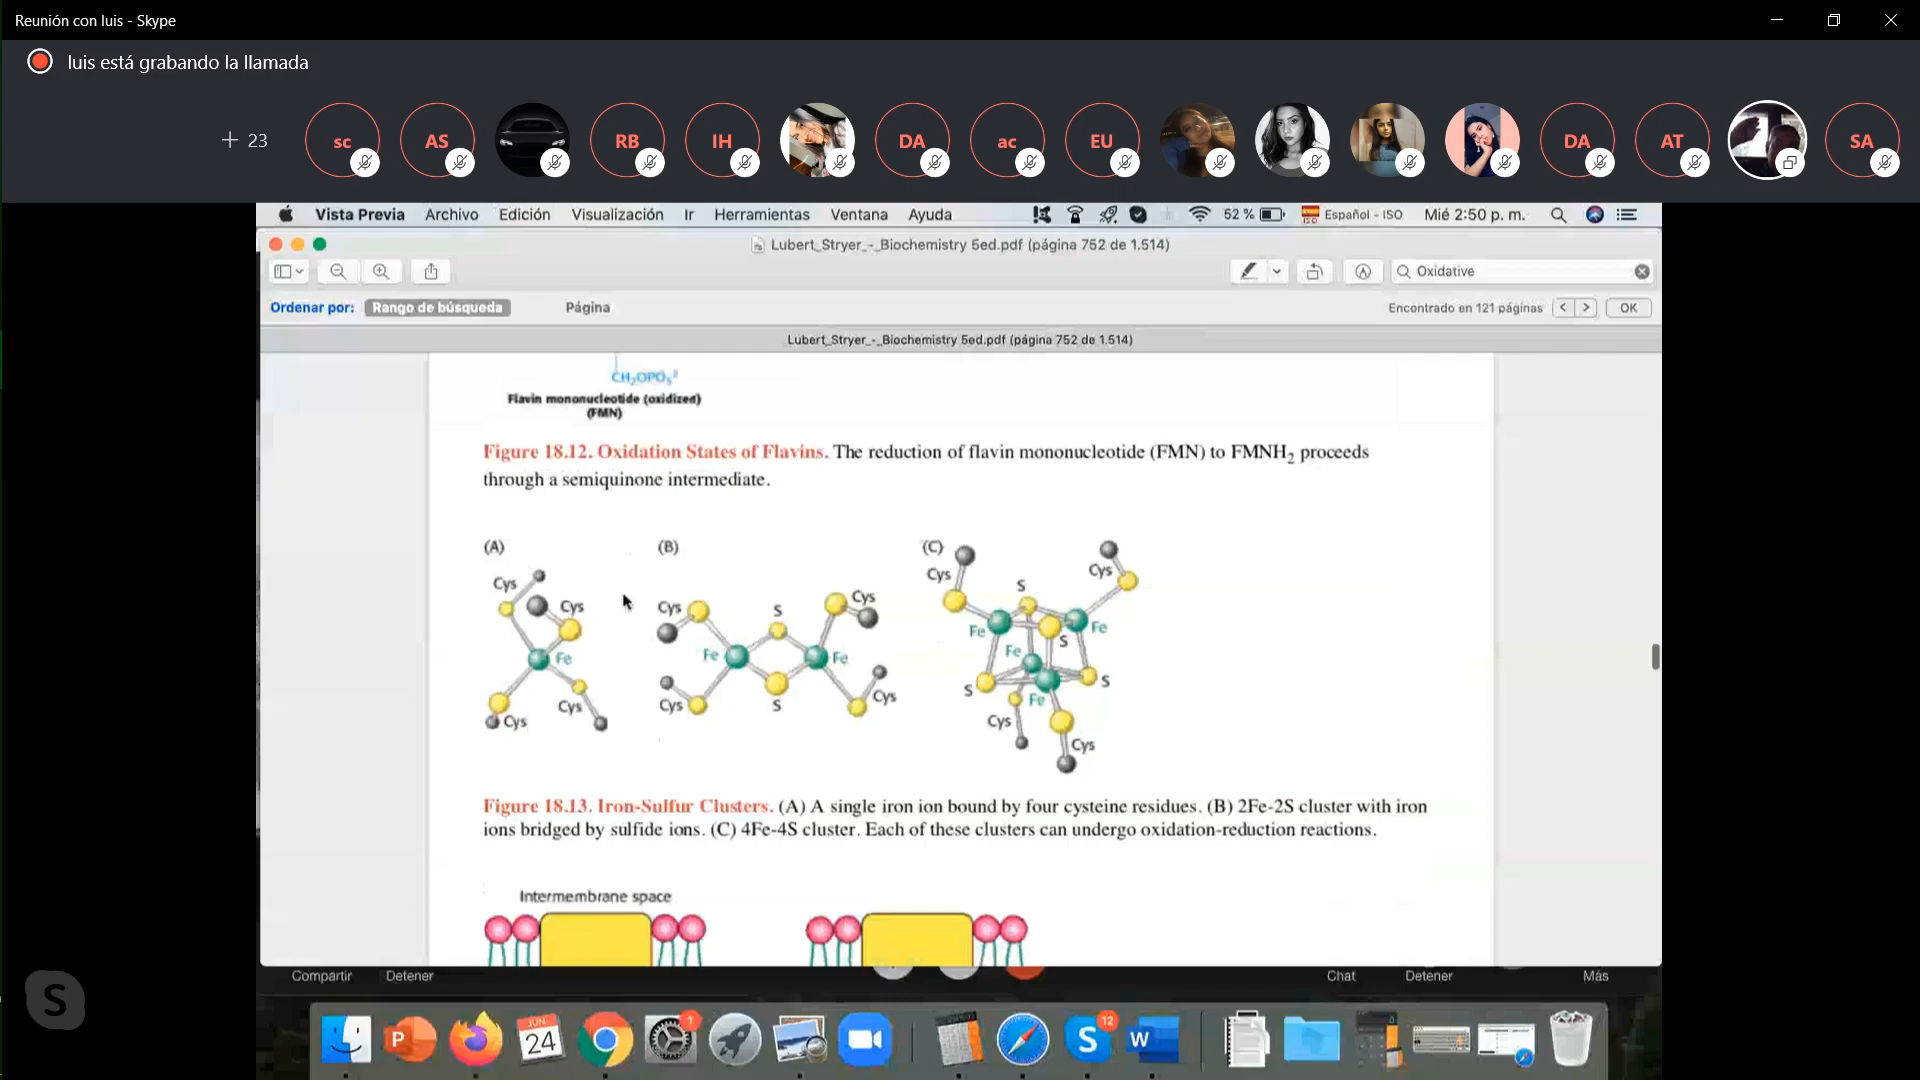 Reunión con luis - Skype
luis está grabando la llamada
+ 23
sc AS RB IH DA ac EU DA AT SA
Vista Previa Archivo Edición Visualización Ir Herramientas Ventana Ayuda 52 % Español - ISO Mié 2:50 p. m.
Lubert_Stryer_-_Biochemistry 5ed.pdf (página 752 de 1.514)
Oxidative
Ordenar por: Rango de búsqueda Página Encontrado en 121 páginas < > OK
Lubert_Stryer_-_Biochemistry 5ed.pdf (página 752 de 1.514)
Flavin mononucleotide (oxidized)
(FMN)
Figure 18.12. Oxidation States of Flavins. The reduction of flavin mononucleotide (FMN) to FMNH₂ proceeds
through a semiquinone intermediate.
(A) (B) (C)
Cys Cys Fe Cys Cys
Cys S Cys Fe Fe Cys S Cys
Cys S Cys Fe Fe S Fe S S Fe Cys Cys
Figure 18.13. Iron-Sulfur Clusters. (A) A single iron ion bound by four cysteine residues. (B) 2Fe-2S cluster with iron
ions bridged by sulfide ions. (C) 4Fe-4S cluster. Each of these clusters can undergo oxidation-reduction reactions.
Intermembrane space
Compartir Detener Chat Detener Más
S
P JUN 24 1 S 12 W